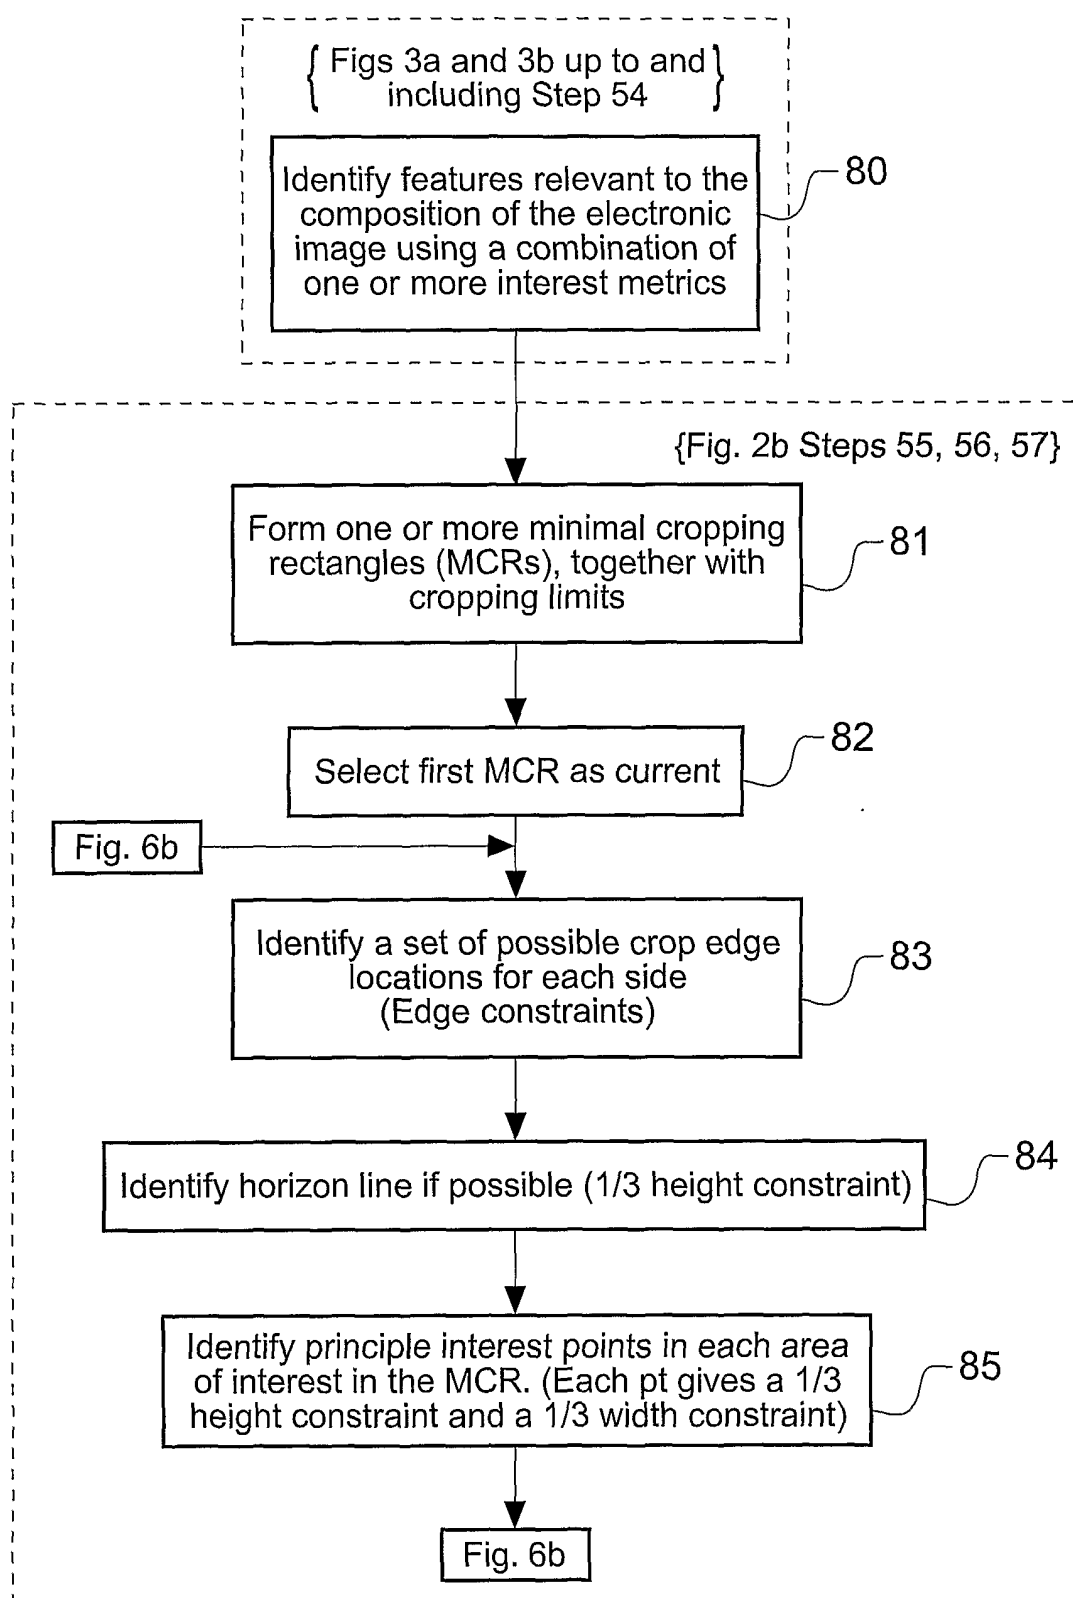 { Figs 3a and 3b up to and }
including Step 54
Identify features relevant to the
composition of the electronic
image using a combination of
one or more interest metrics
80
{Fig. 2b Steps 55, 56, 57}
Form one or more minimal cropping
rectangles (MCRs), together with
cropping limits
81
Select first MCR as current
82
Fig. 6b
Identify a set of possible crop edge
locations for each side
(Edge constraints)
83
Identify horizon line if possible (1/3 height constraint)
84
Identify principle interest points in each area
of interest in the MCR. (Each pt gives a 1/3
height constraint and a 1/3 width constraint)
85
Fig. 6b